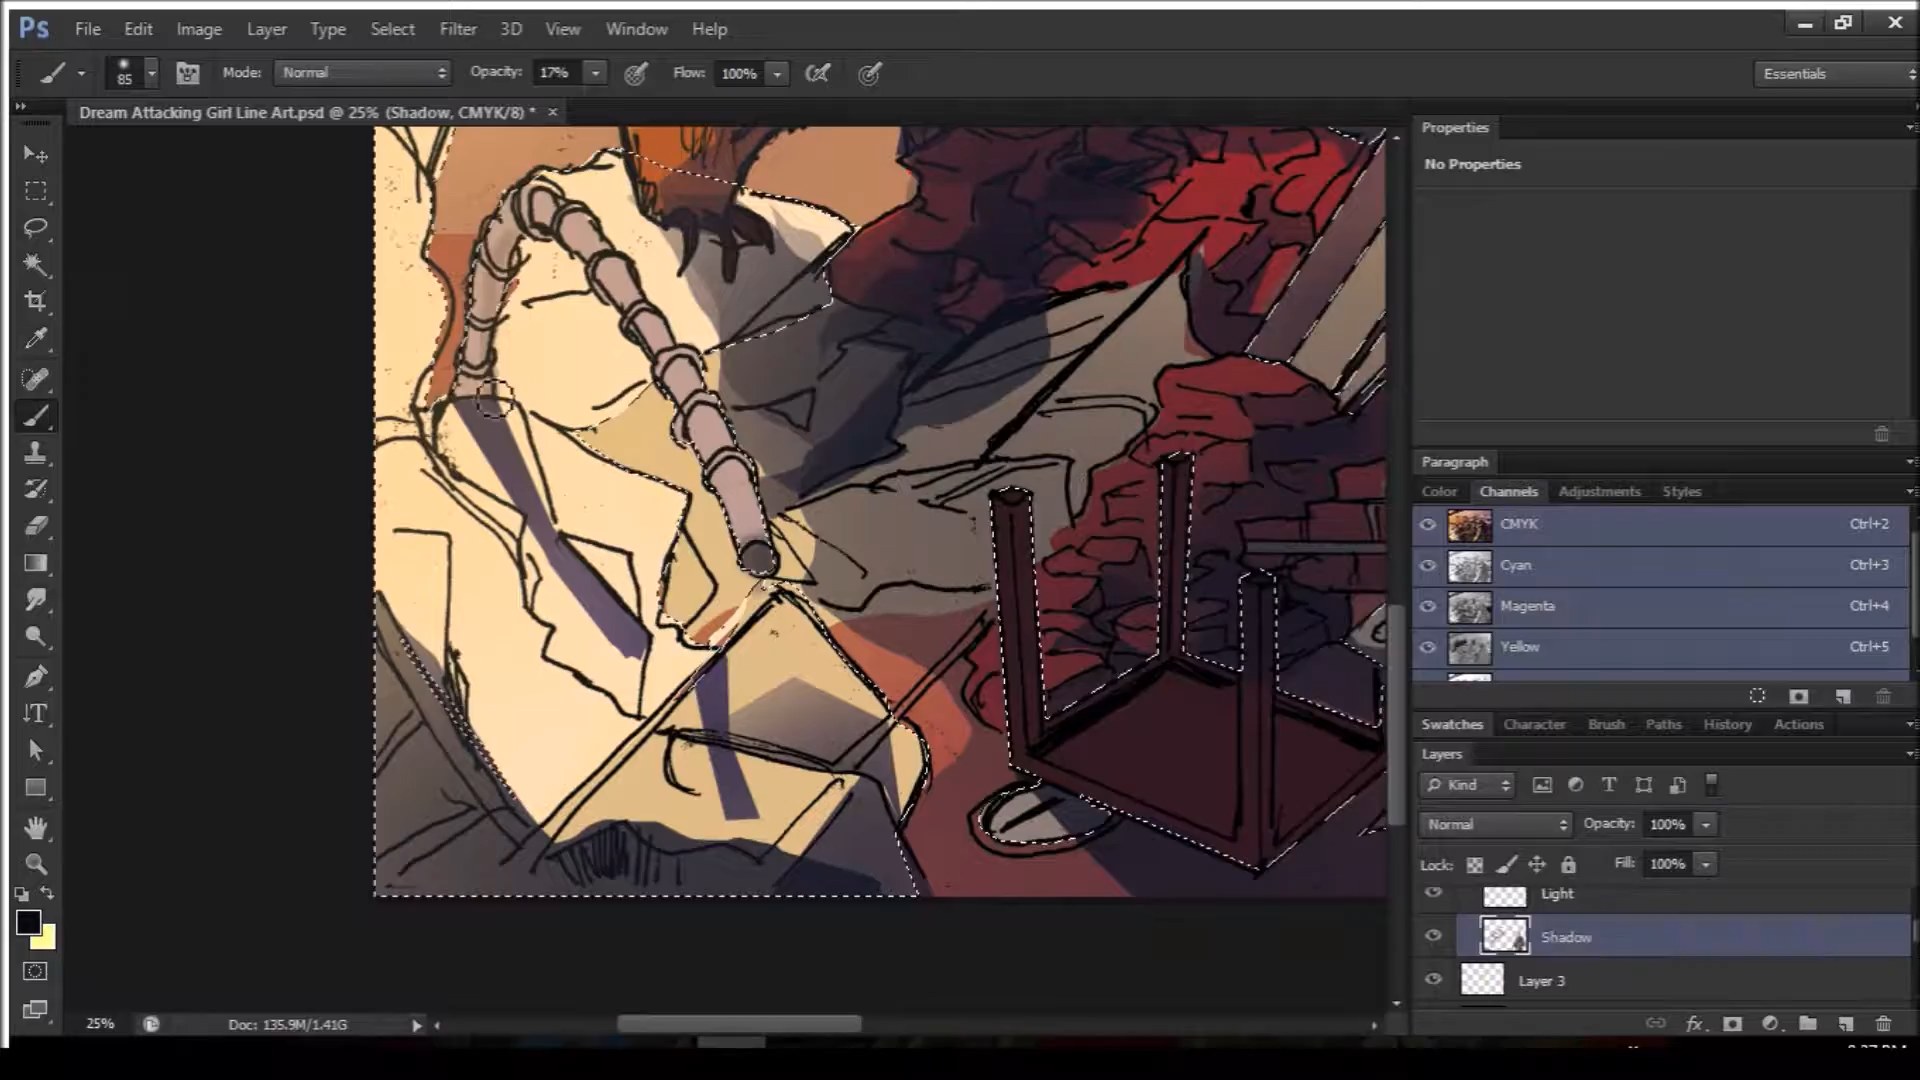 Ps File Edit Image Layer Type Select Filter 3D View Window Help
85 Mode: Normal Opacity: 17% Flow: 100% Essentials
Dream Attacking Girl Line Art.psd @ 25% (Shadow, CMYK/8) * ×
Properties
No Properties
Paragraph
Color Channels Adjustments Styles
CMYK Ctrl+2
Cyan Ctrl+3
Magenta Ctrl+4
Yellow Ctrl+5
Swatches Character Brush Paths History Actions
Layers
Kind
Normal Opacity: 100%
Lock: Fill: 100%
Light
Shadow
Layer 3
25% Doc: 135.9M/1.41G